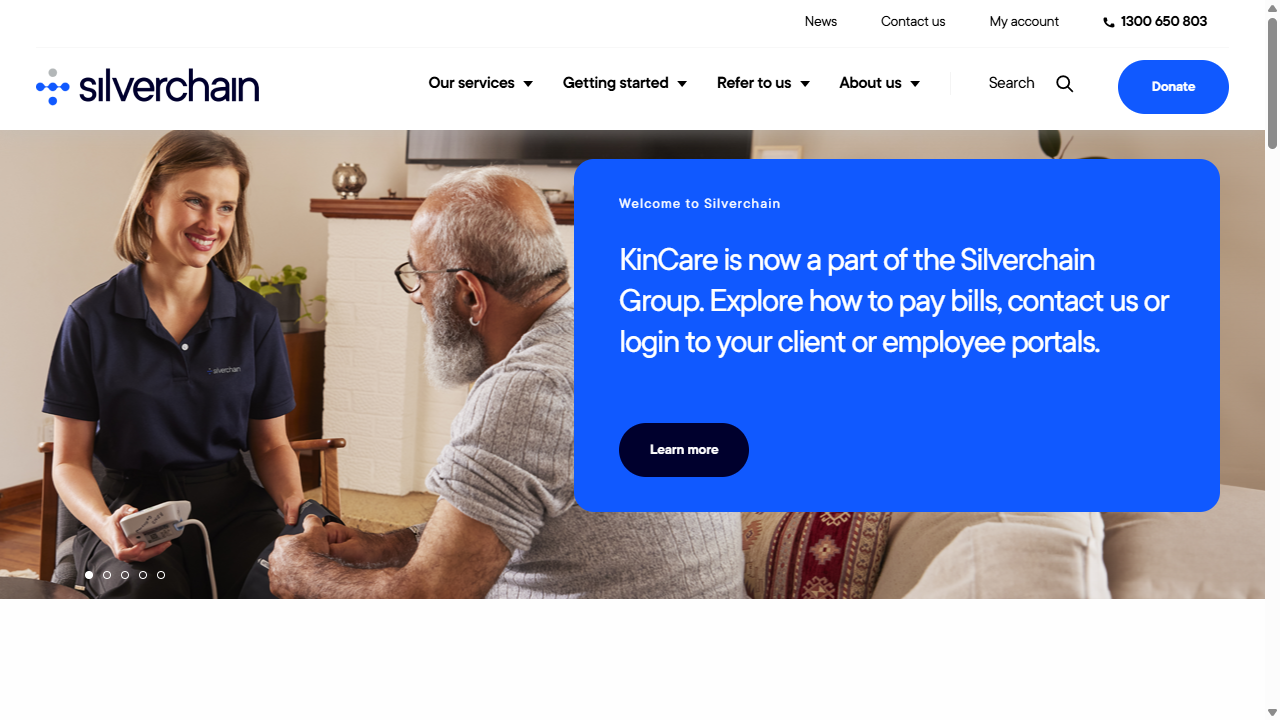 News Contact us My account 1300 650 803
silverchain Our services Getting started Refer to us About us Search Donate
Welcome to Silverchain
KinCare is now a part of the Silverchain
Group. Explore how to pay bills, contact us or
login to your client or employee portals.
silverchain
Learn more